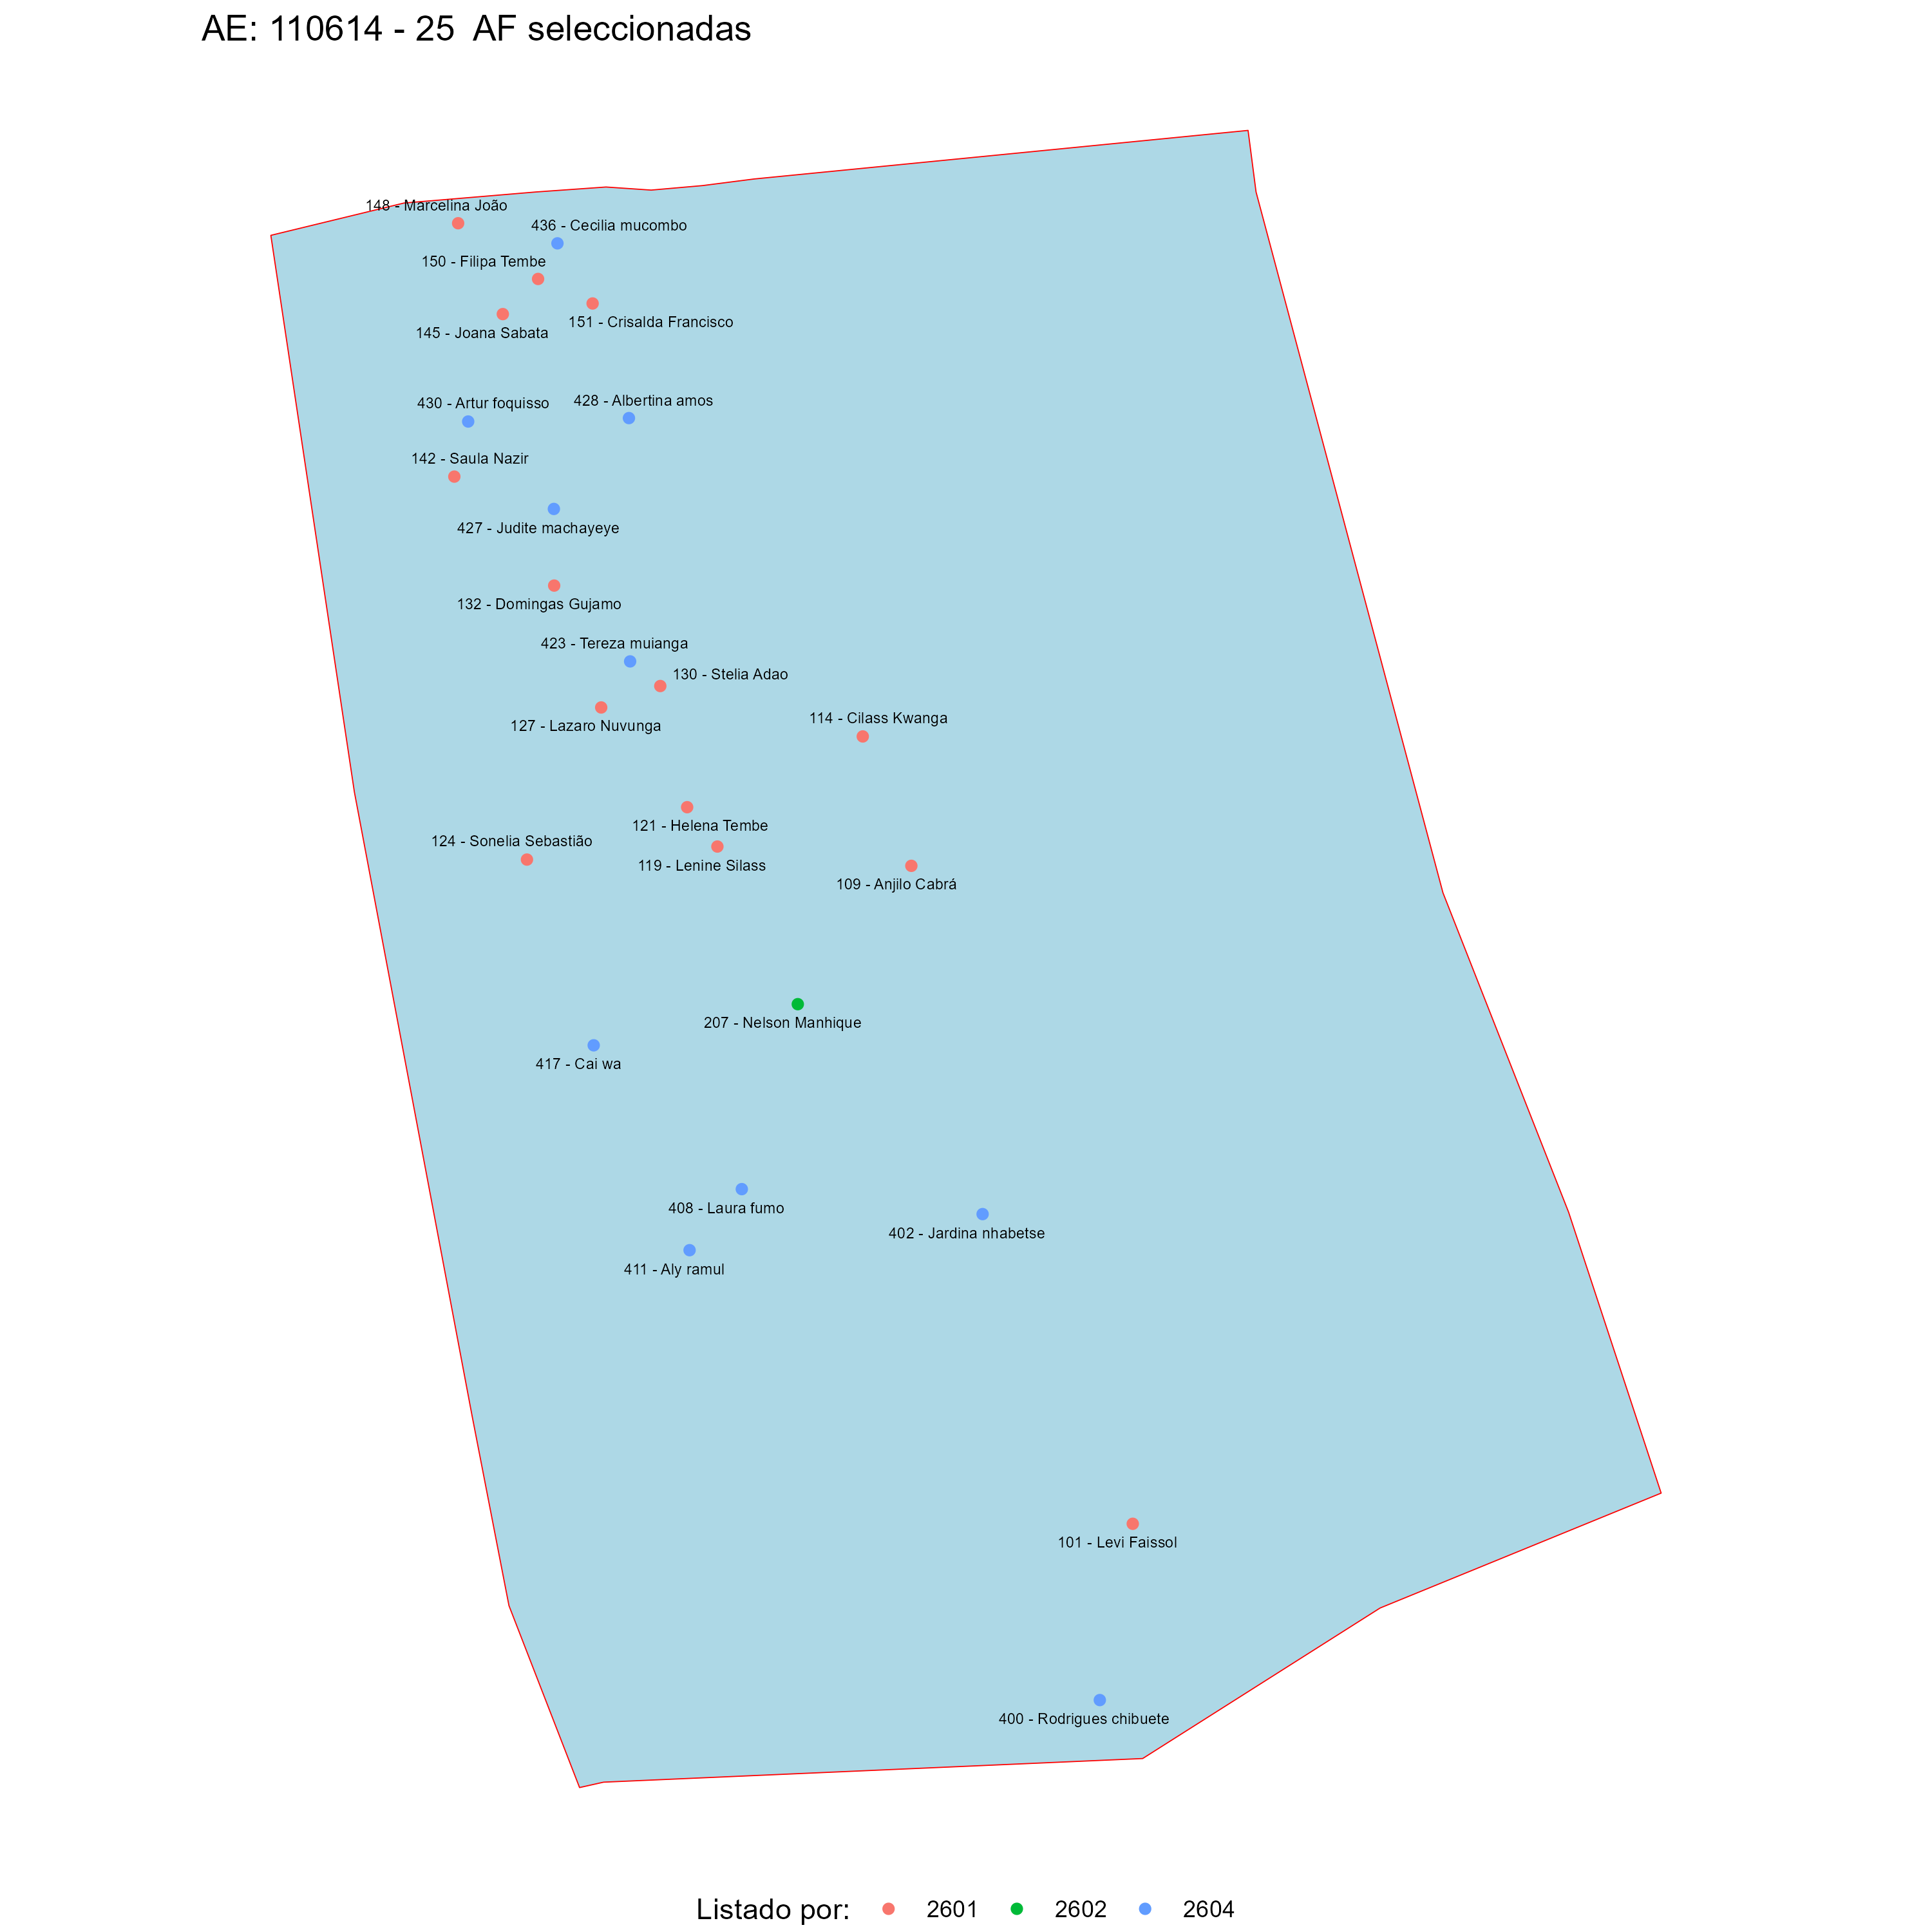 AE: 110614 - 25  AF seleccionadas
148 - Marcelina João
436 - Cecilia mucombo
150 - Filipa Tembe
151 - Crisalda Francisco
145 - Joana Sabata
430 - Artur foquisso
428 - Albertina amos
142 - Saula Nazir
427 - Judite machayeye
132 - Domingas Gujamo
423 - Tereza muianga
130 - Stelia Adao
127 - Lazaro Nuvunga
114 - Cilass Kwanga
121 - Helena Tembe
124 - Sonelia Sebastião
119 - Lenine Silass
109 - Anjilo Cabrá
207 - Nelson Manhique
417 - Cai wa
408 - Laura fumo
402 - Jardina nhabetse
411 - Aly ramul
101 - Levi Faissol
400 - Rodrigues chibuete
Listado por: 2601 2602 2604